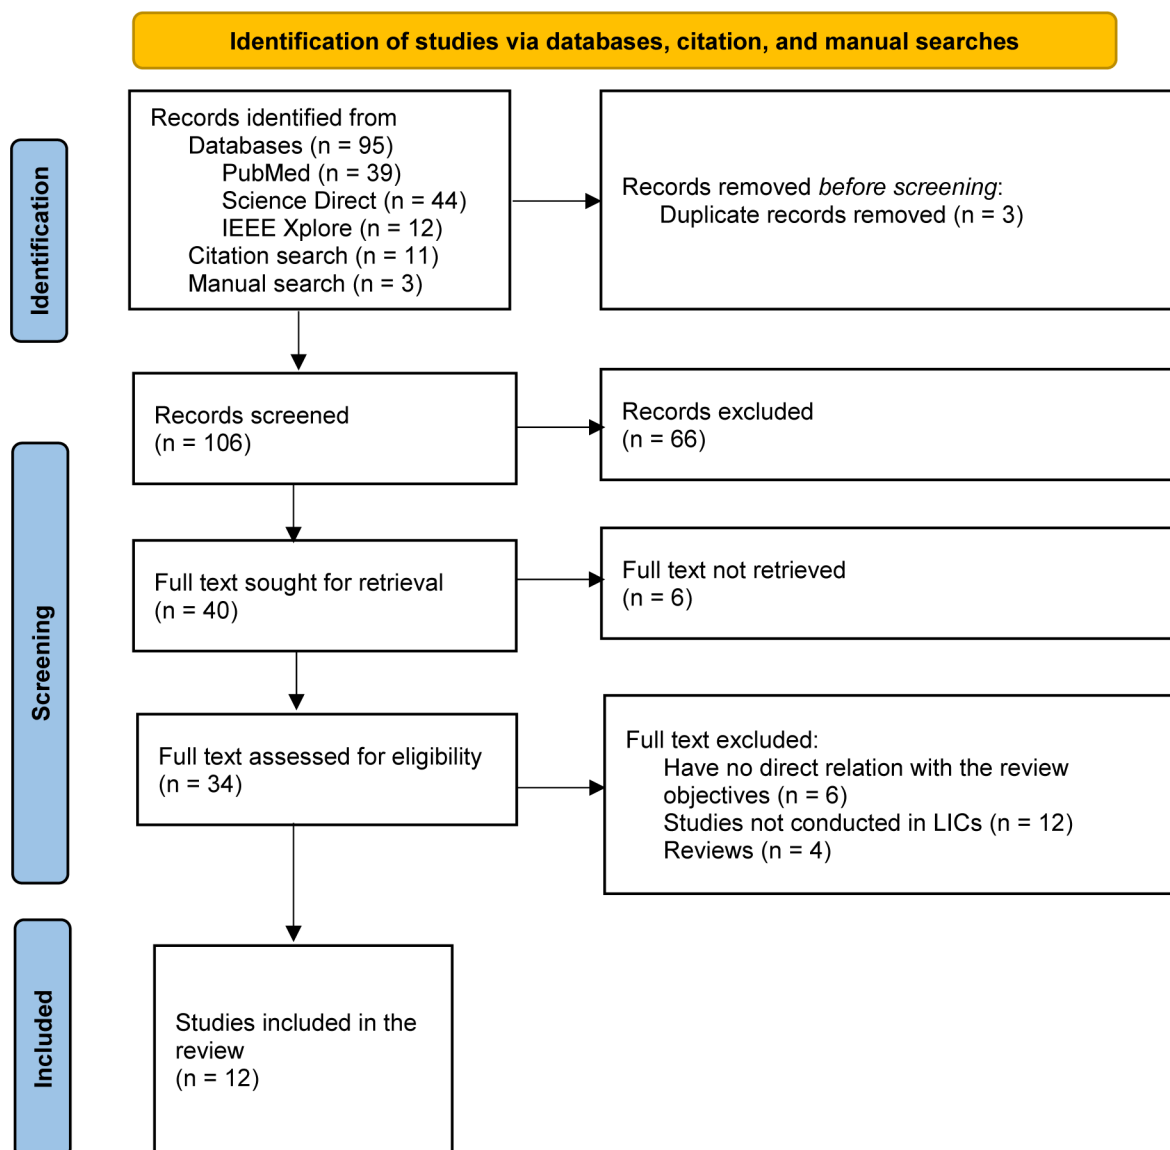 Identification of studies via databases, citation, and manual searches
Identification
Records identified from
Databases (n = 95)
PubMed (n = 39)
Science Direct (n = 44)
IEEE Xplore (n = 12)
Citation search (n = 11)
Manual search (n = 3)
Records removed before screening:
Duplicate records removed (n = 3)
Screening
Records screened
(n = 106)
Records excluded
(n = 66)
Full text sought for retrieval
(n = 40)
Full text not retrieved
(n = 6)
Full text assessed for eligibility
(n = 34)
Full text excluded:
Have no direct relation with the review
objectives (n = 6)
Studies not conducted in LICs (n = 12)
Reviews (n = 4)
Included
Studies included in the
review
(n = 12)